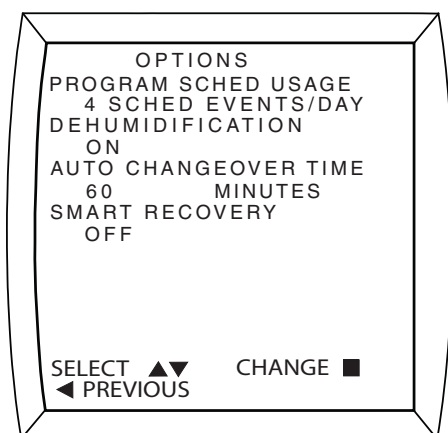 OPTIONS
PROGRAM SCHED USAGE
4 SCHED EVENTS/DAY
DEHUMIDIFICATION
ON
AUTO CHANGEOVER TIME
60 MINUTES
SMART RECOVERY
OFF
SELECT ▲▼ CHANGE ■
◀ PREVIOUS